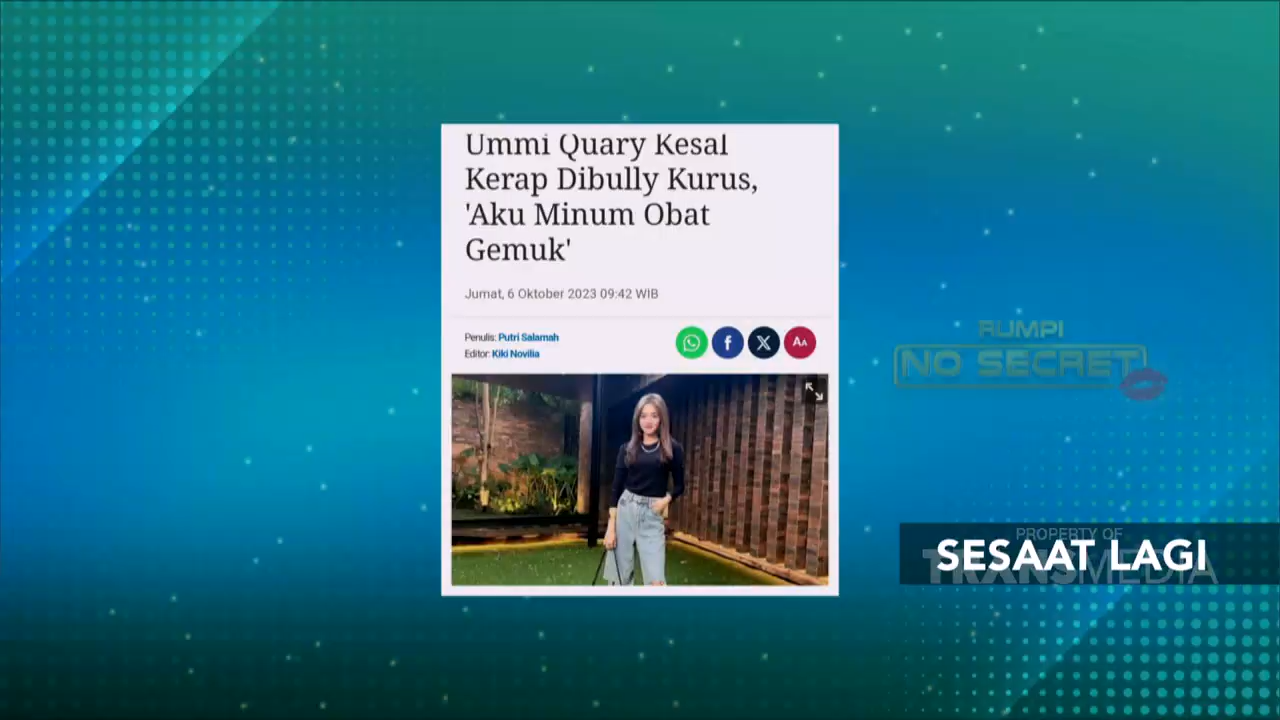 Ummi Quary Kesal
Kerap Dibully Kurus,
'Aku Minum Obat
Gemuk'
Jumat, 6 Oktober 2023 09:42 WIB
Penulis: Putri Salamah
Editor: Kiki Novilia
f
X
AA
RUMPI
NO SECRET
PROPERTY OF
TRANSMEDIA
SESAAT LAGI